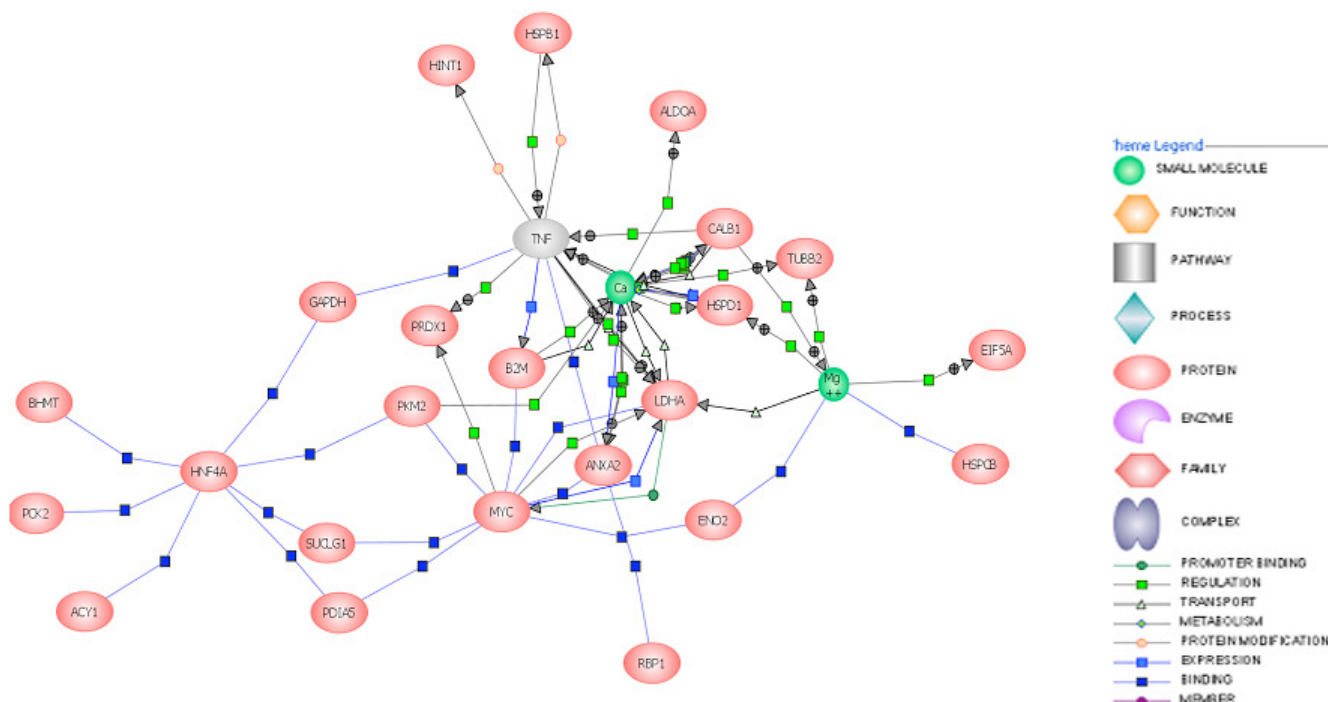 HSPB1
HINT1
ALDOA
Theme Legend
SMALL MOLECULE
FUNCTION
TNF
CALB1
TUBB2
PATHWAY
Ca
HSPD1
GAPDH
PRDX1
PROCESS
EIF5A
B2M
Mg
++
PROTEIN
BHMT
PKM2
LDHA
ENZYME
HNF4A
ANXA2
HSPCB
FAMILY
PCK2
MYC
ENO2
COMPLEX
SUCLG1
PROMOTER BINDING
REGULATION
TRANSPORT
ACY1
PDIA5
METABOLISM
PROTEIN MODIFICATION
EXPRESSION
RBP1
BINDING
MEMBER